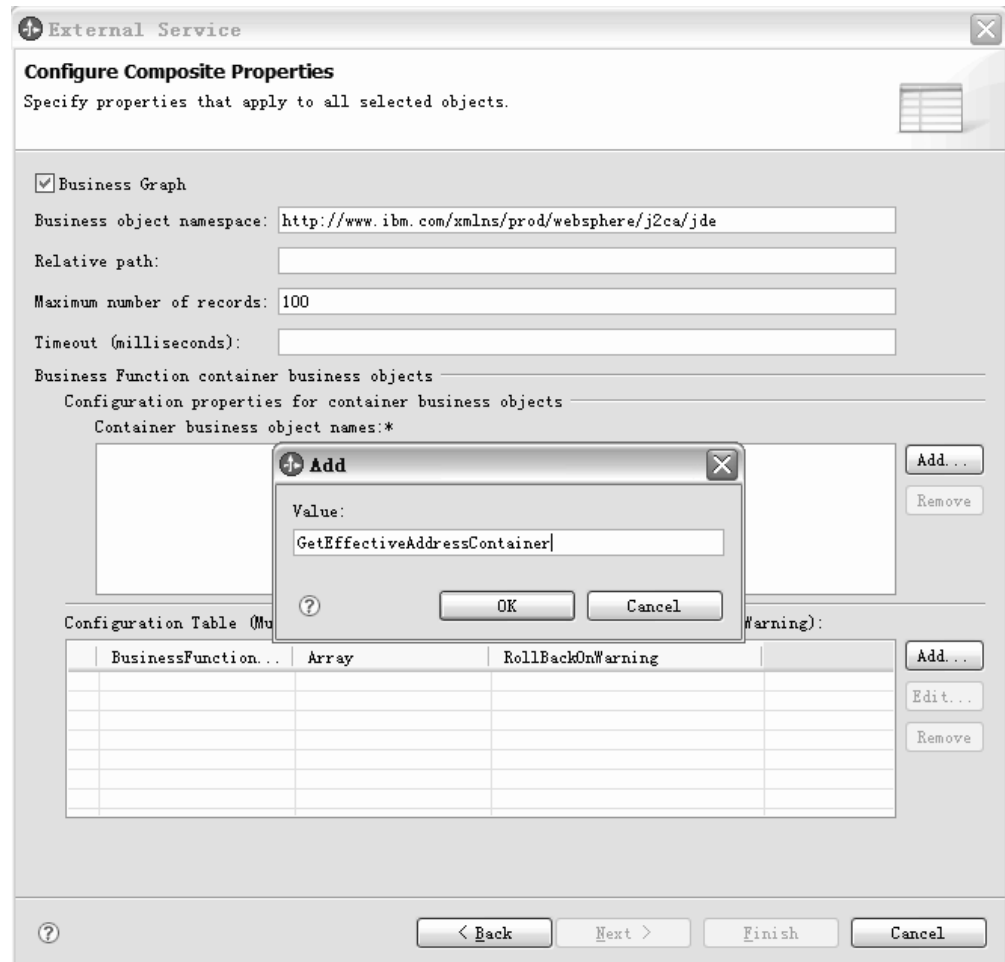 External Service
Configure Composite Properties
Specify properties that apply to all selected objects.
Business Graph
Business object namespace: http://www.ibm.com/xmlns/prod/websphere/j2ca/jde
Relative path:
Maximum number of records: 100
Timeout (milliseconds):
Business Function container business objects
Configuration properties for container business objects
Container business object names:*
Add...
Remove
Add
Value:
GetEffectiveAddressContainer
?
OK
Cancel
Configuration Table (Mu
Warning):
BusinessFunction... Array RollBackOnWarning
Add...
Edit...
Remove
?
< Back
Next >
Finish
Cancel